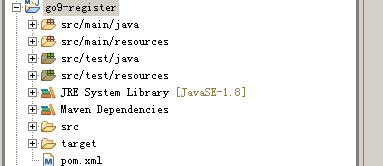 go9-register
src/main/java
src/main/resources
src/test/java
src/test/resources
JRE System Library [JavaSE-1.8]
Maven Dependencies
src
target
pom.xml